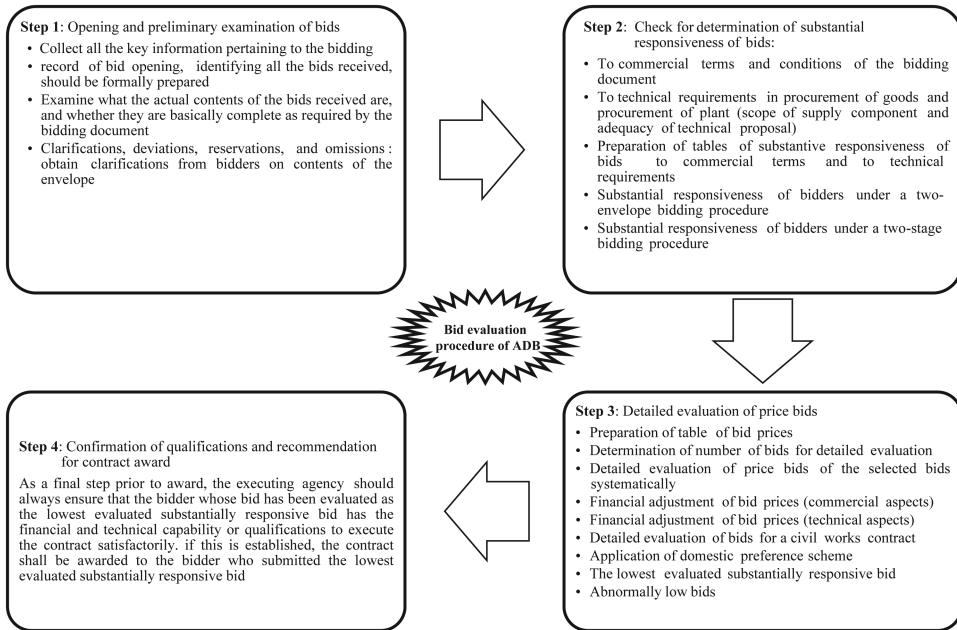 Step 1: Opening and preliminary examination of bids
• Collect all the key information pertaining to the bidding
• record of bid opening, identifying all the bids received,
should be formally prepared
• Examine what the actual contents of the bids received are,
and whether they are basically complete as required by the
bidding document
• Clarifications, deviations, reservations, and omissions :
obtain clarifications from bidders on contents of the
envelope
Step 2: Check for determination of substantial
responsiveness of bids:
• To commercial terms and conditions of the bidding
document
• To technical requirements in procurement of goods and
procurement of plant (scope of supply component and
adequacy of technical proposal)
• Preparation of tables of substantive responsiveness of
bids to commercial terms and to technical
requirements
• Substantial responsiveness of bidders under a two-
envelope bidding procedure
• Substantial responsiveness of bidders under a two-stage
bidding procedure
Bid evaluation
procedure of ADB
Step 3: Detailed evaluation of price bids
• Preparation of table of bid prices
• Determination of number of bids for detailed evaluation
• Detailed evaluation of price bids of the selected bids
systematically
• Financial adjustment of bid prices (commercial aspects)
• Financial adjustment of bid prices (technical aspects)
• Detailed evaluation of bids for a civil works contract
• Application of domestic preference scheme
• The lowest evaluated substantially responsive bid
• Abnormally low bids
Step 4: Confirmation of qualifications and recommendation
for contract award
As a final step prior to award, the executing agency should
always ensure that the bidder whose bid has been evaluated as
the lowest evaluated substantially responsive bid has the
financial and technical capability or qualifications to execute
the contract satisfactorily. if this is established, the contract
shall be awarded to the bidder who submitted the lowest
evaluated substantially responsive bid